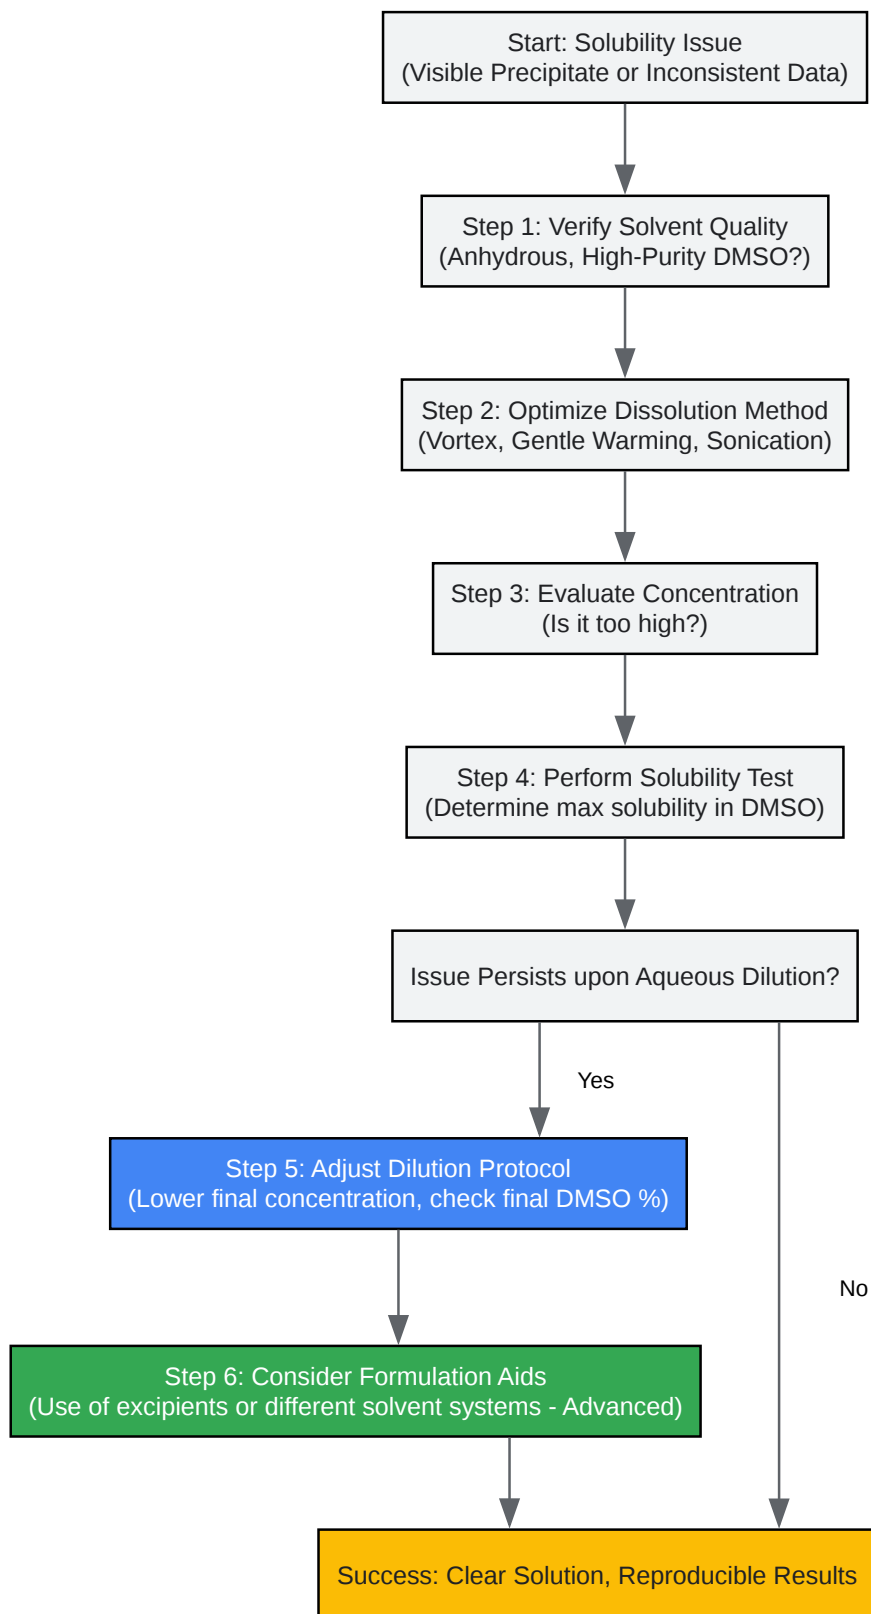 Start: Solubility Issue
(Visible Precipitate or Inconsistent Data)
Step 1: Verify Solvent Quality
(Anhydrous, High-Purity DMSO?)
Step 2: Optimize Dissolution Method
(Vortex, Gentle Warming, Sonication)
Step 3: Evaluate Concentration
(Is it too high?)
Step 4: Perform Solubility Test
(Determine max solubility in DMSO)
Issue Persists upon Aqueous Dilution?
Yes
Step 5: Adjust Dilution Protocol
(Lower final concentration, check final DMSO %)
No
Step 6: Consider Formulation Aids
(Use of excipients or different solvent systems - Advanced)
Success: Clear Solution, Reproducible Results